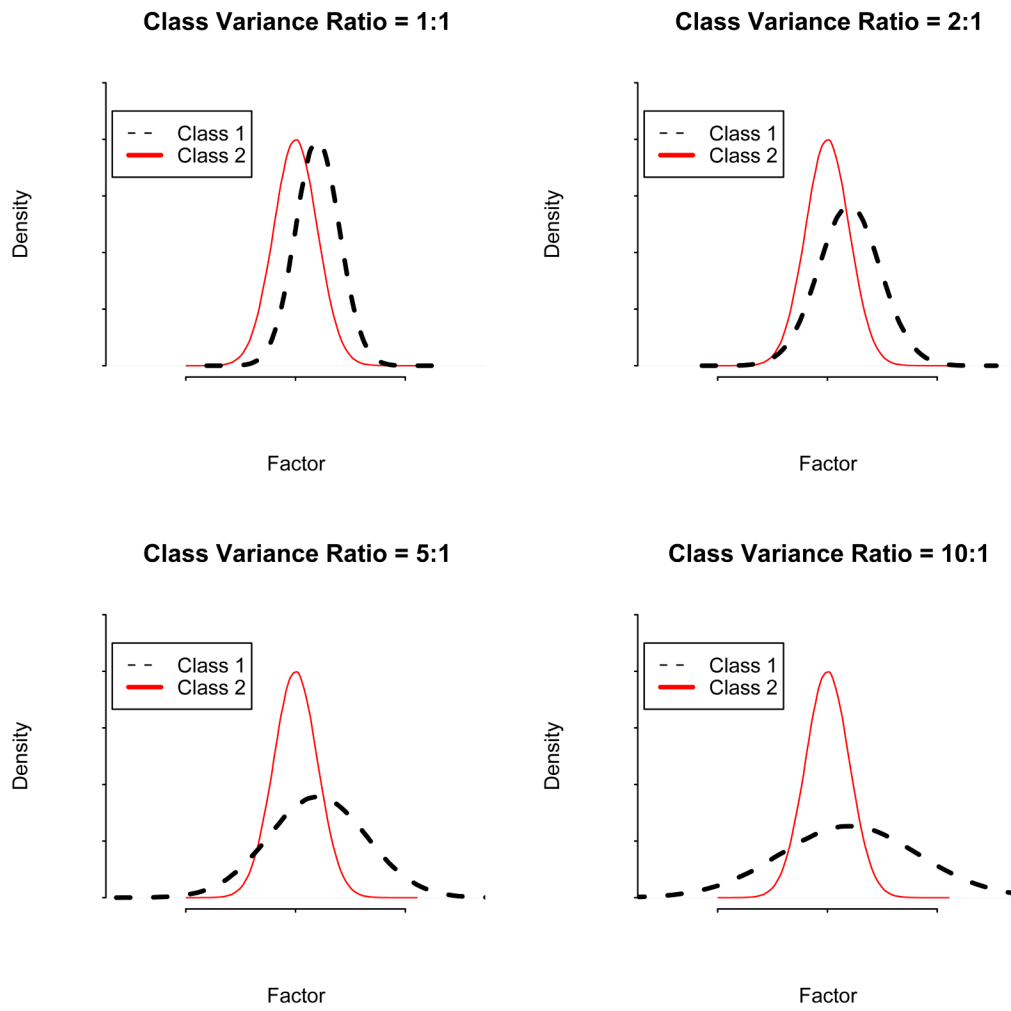 Class Variance Ratio = 1:1
Class 1
Class 2
Density
Factor
Class Variance Ratio = 2:1
Class 1
Class 2
Density
Factor
Class Variance Ratio = 5:1
Class 1
Class 2
Density
Factor
Class Variance Ratio = 10:1
Class 1
Class 2
Density
Factor